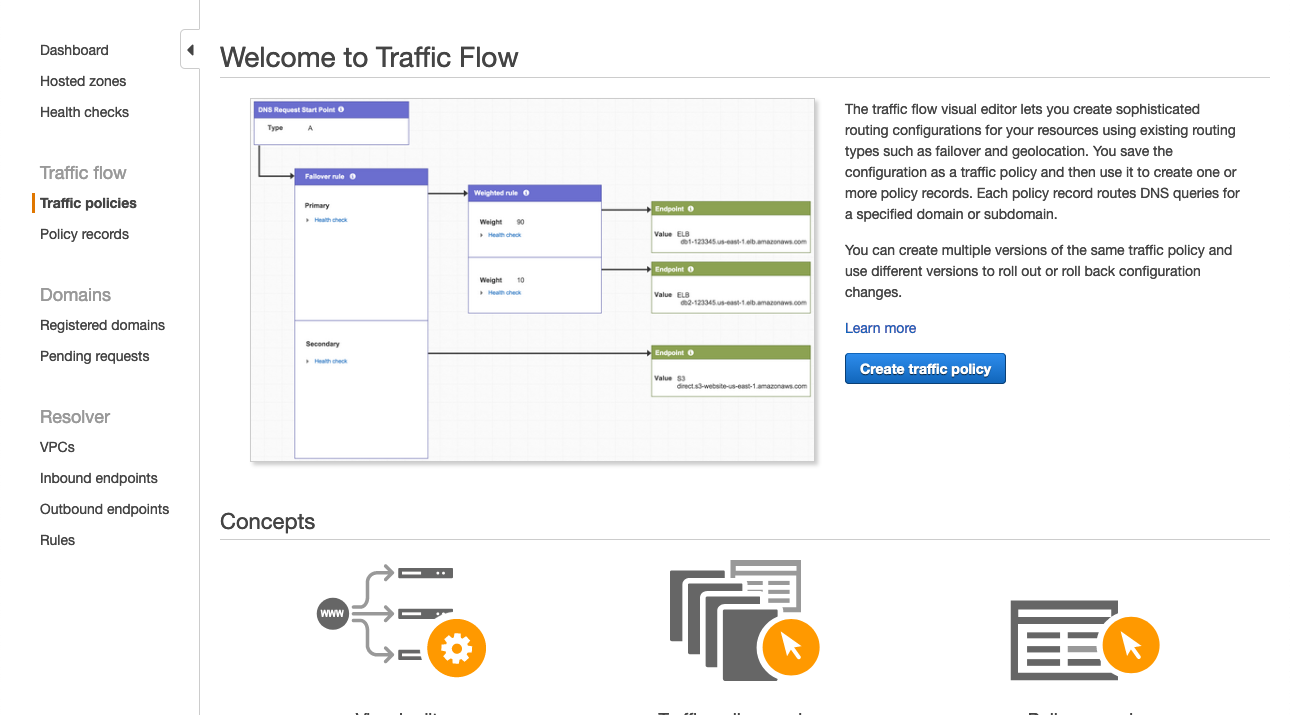 Dashboard
Hosted zones
Health checks
Traffic flow
Traffic policies
Policy records
Domains
Registered domains
Pending requests
Resolver
VPCs
Inbound endpoints
Outbound endpoints
Rules
Welcome to Traffic Flow
DNS Request Start Point
Type A
Failover rule
Primary
Health check
Secondary
Health check
Weighted rule
Weight 90
Health check
Weight 10
Health check
Endpoint
Value ELB
db1-123345.us-east-1.elb.amazonaws.com
Endpoint
Value ELB
db2-123345.us-east-1.elb.amazonaws.com
Endpoint
Value S3
direct.s3-website-us-east-1.amazonaws.com
The traffic flow visual editor lets you create sophisticated
routing configurations for your resources using existing routing
types such as failover and geolocation. You save the
configuration as a traffic policy and then use it to create one or
more policy records. Each policy record routes DNS queries for
a specified domain or subdomain.
You can create multiple versions of the same traffic policy and
use different versions to roll out or roll back configuration
changes.
Learn more
Create traffic policy
Concepts
WWW